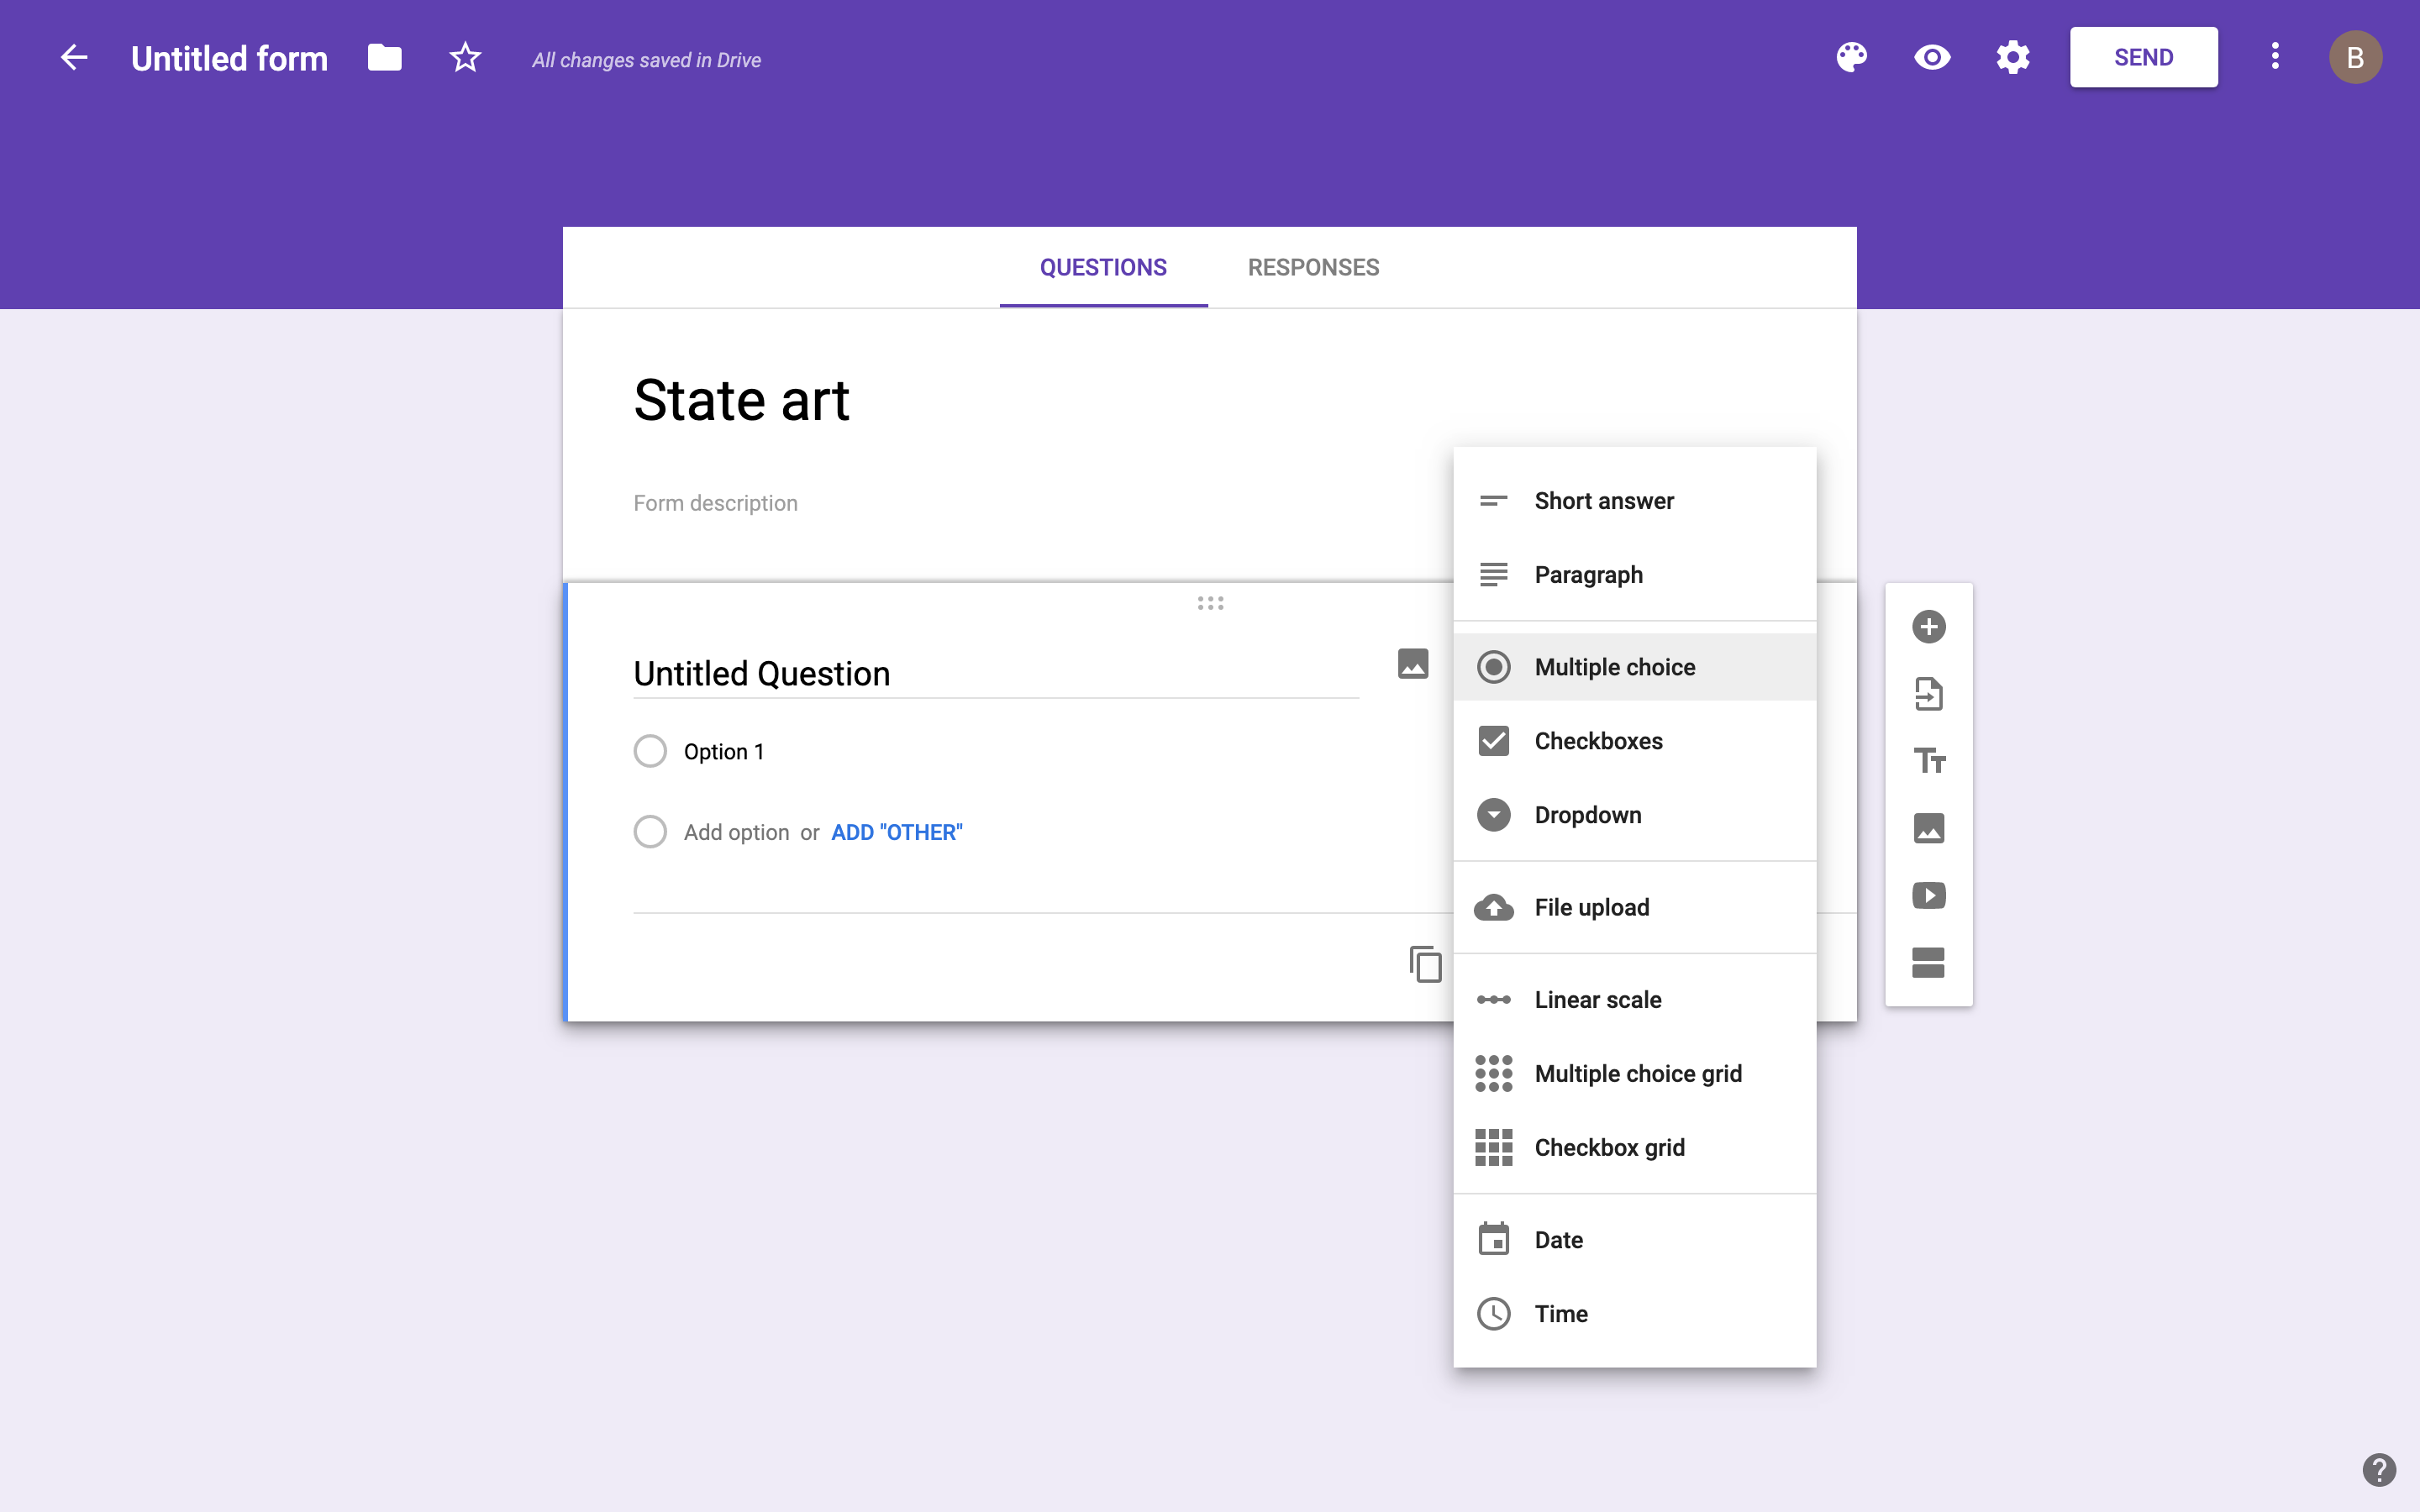 Untitled form
All changes saved in Drive
SEND
B
QUESTIONS
RESPONSES
State art
Form description
Untitled Question
Option 1
Add option or ADD "OTHER"
Short answer
Paragraph
Multiple choice
Checkboxes
Dropdown
File upload
Linear scale
Multiple choice grid
Checkbox grid
Date
Time